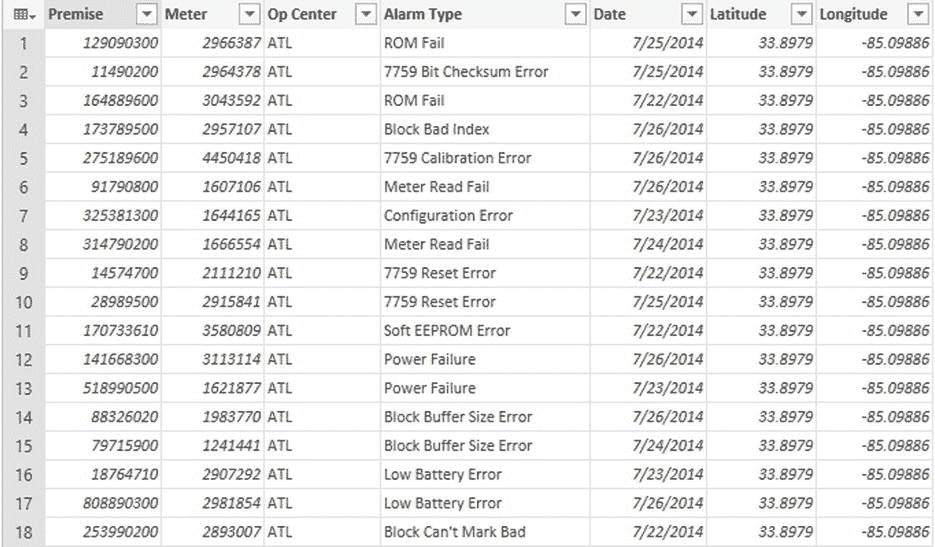 Premise Meter Op Center Alarm Type Date Latitude Longitude
1 129090300 2966387 ATL ROM Fail 7/25/2014 33.8979 -85.09886
2 11490200 2964378 ATL 7759 Bit Checksum Error 7/25/2014 33.8979 -85.09886
3 164889600 3043592 ATL ROM Fail 7/22/2014 33.8979 -85.09886
4 173789500 2957107 ATL Block Bad Index 7/26/2014 33.8979 -85.09886
5 275189600 4450418 ATL 7759 Calibration Error 7/26/2014 33.8979 -85.09886
6 91790800 1607106 ATL Meter Read Fail 7/26/2014 33.8979 -85.09886
7 325381300 1644165 ATL Configuration Error 7/23/2014 33.8979 -85.09886
8 314790200 1666554 ATL Meter Read Fail 7/24/2014 33.8979 -85.09886
9 14574700 2111210 ATL 7759 Reset Error 7/22/2014 33.8979 -85.09886
10 28989500 2915841 ATL 7759 Reset Error 7/25/2014 33.8979 -85.09886
11 170733610 3580809 ATL Soft EEPROM Error 7/22/2014 33.8979 -85.09886
12 141668300 3113114 ATL Power Failure 7/26/2014 33.8979 -85.09886
13 518990500 1621877 ATL Power Failure 7/23/2014 33.8979 -85.09886
14 88326020 1983770 ATL Block Buffer Size Error 7/26/2014 33.8979 -85.09886
15 79715900 1241441 ATL Block Buffer Size Error 7/24/2014 33.8979 -85.09886
16 18764710 2907292 ATL Low Battery Error 7/23/2014 33.8979 -85.09886
17 808890300 2981854 ATL Low Battery Error 7/26/2014 33.8979 -85.09886
18 253990200 2893007 ATL Block Can't Mark Bad 7/22/2014 33.8979 -85.09886